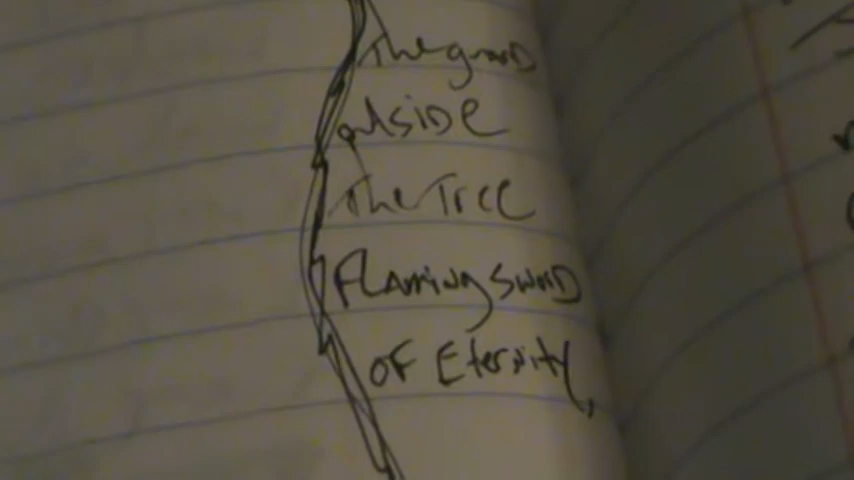 The guard
outside
The Tree
Flaming sword
of Eternity,